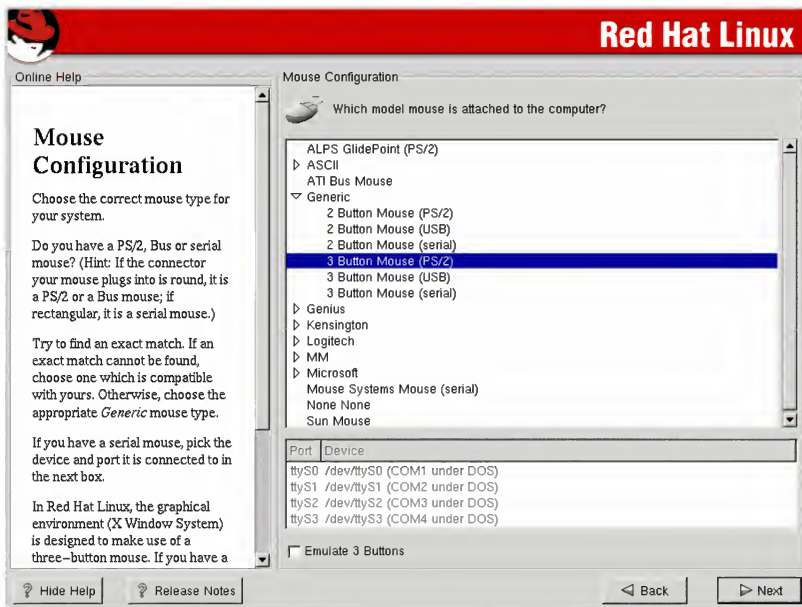 Red Hat Linux
Online Help
Mouse
Configuration
Choose the correct mouse type for
your system.
Do you have a PS/2, Bus or serial
mouse? (Hint: If the connector
your mouse plugs into is round, it is
a PS/2 or a Bus mouse; if
rectangular, it is a serial mouse.)
Try to find an exact match. If an
exact match cannot be found,
choose one which is compatible
with yours. Otherwise, choose the
appropriate Generic mouse type.
If you have a serial mouse, pick the
device and port it is connected to in
the next box.
In Red Hat Linux, the graphical
environment (X Window System)
is designed to make use of a
three–button mouse. If you have a
Mouse Configuration
Which model mouse is attached to the computer?
ALPS GlidePoint (PS/2)
ASCII
ATI Bus Mouse
Generic
2 Button Mouse (PS/2)
2 Button Mouse (USB)
2 Button Mouse (serial)
3 Button Mouse (PS/2)
3 Button Mouse (USB)
3 Button Mouse (serial)
Genius
Kensington
Logitech
MM
Microsoft
Mouse Systems Mouse (serial)
None None
Sun Mouse
Port Device
ttyS0 /dev/ttyS0 (COM1 under DOS)
ttyS1 /dev/ttyS1 (COM2 under DOS)
ttyS2 /dev/ttyS2 (COM3 under DOS)
ttyS3 /dev/ttyS3 (COM4 under DOS)
Emulate 3 Buttons
Hide Help
Release Notes
Back
Next